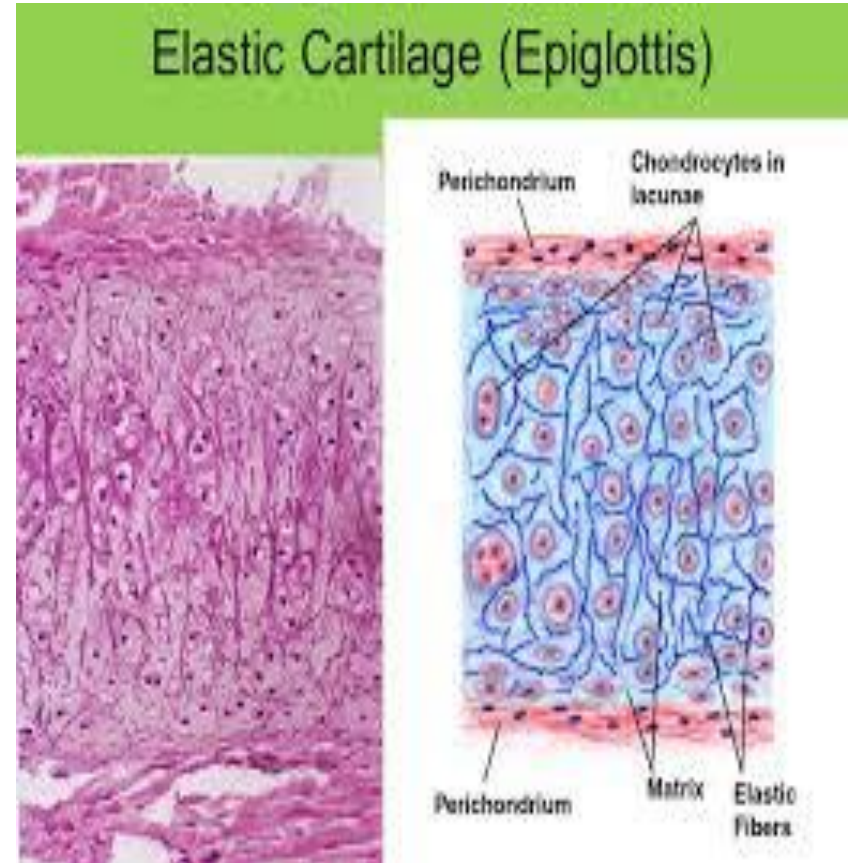 Elastic Cartilage (Epiglottis)
Perichondrium
Chondrocytes in
lacunae
Perichondrium
Matrix
Elastic
Fibers